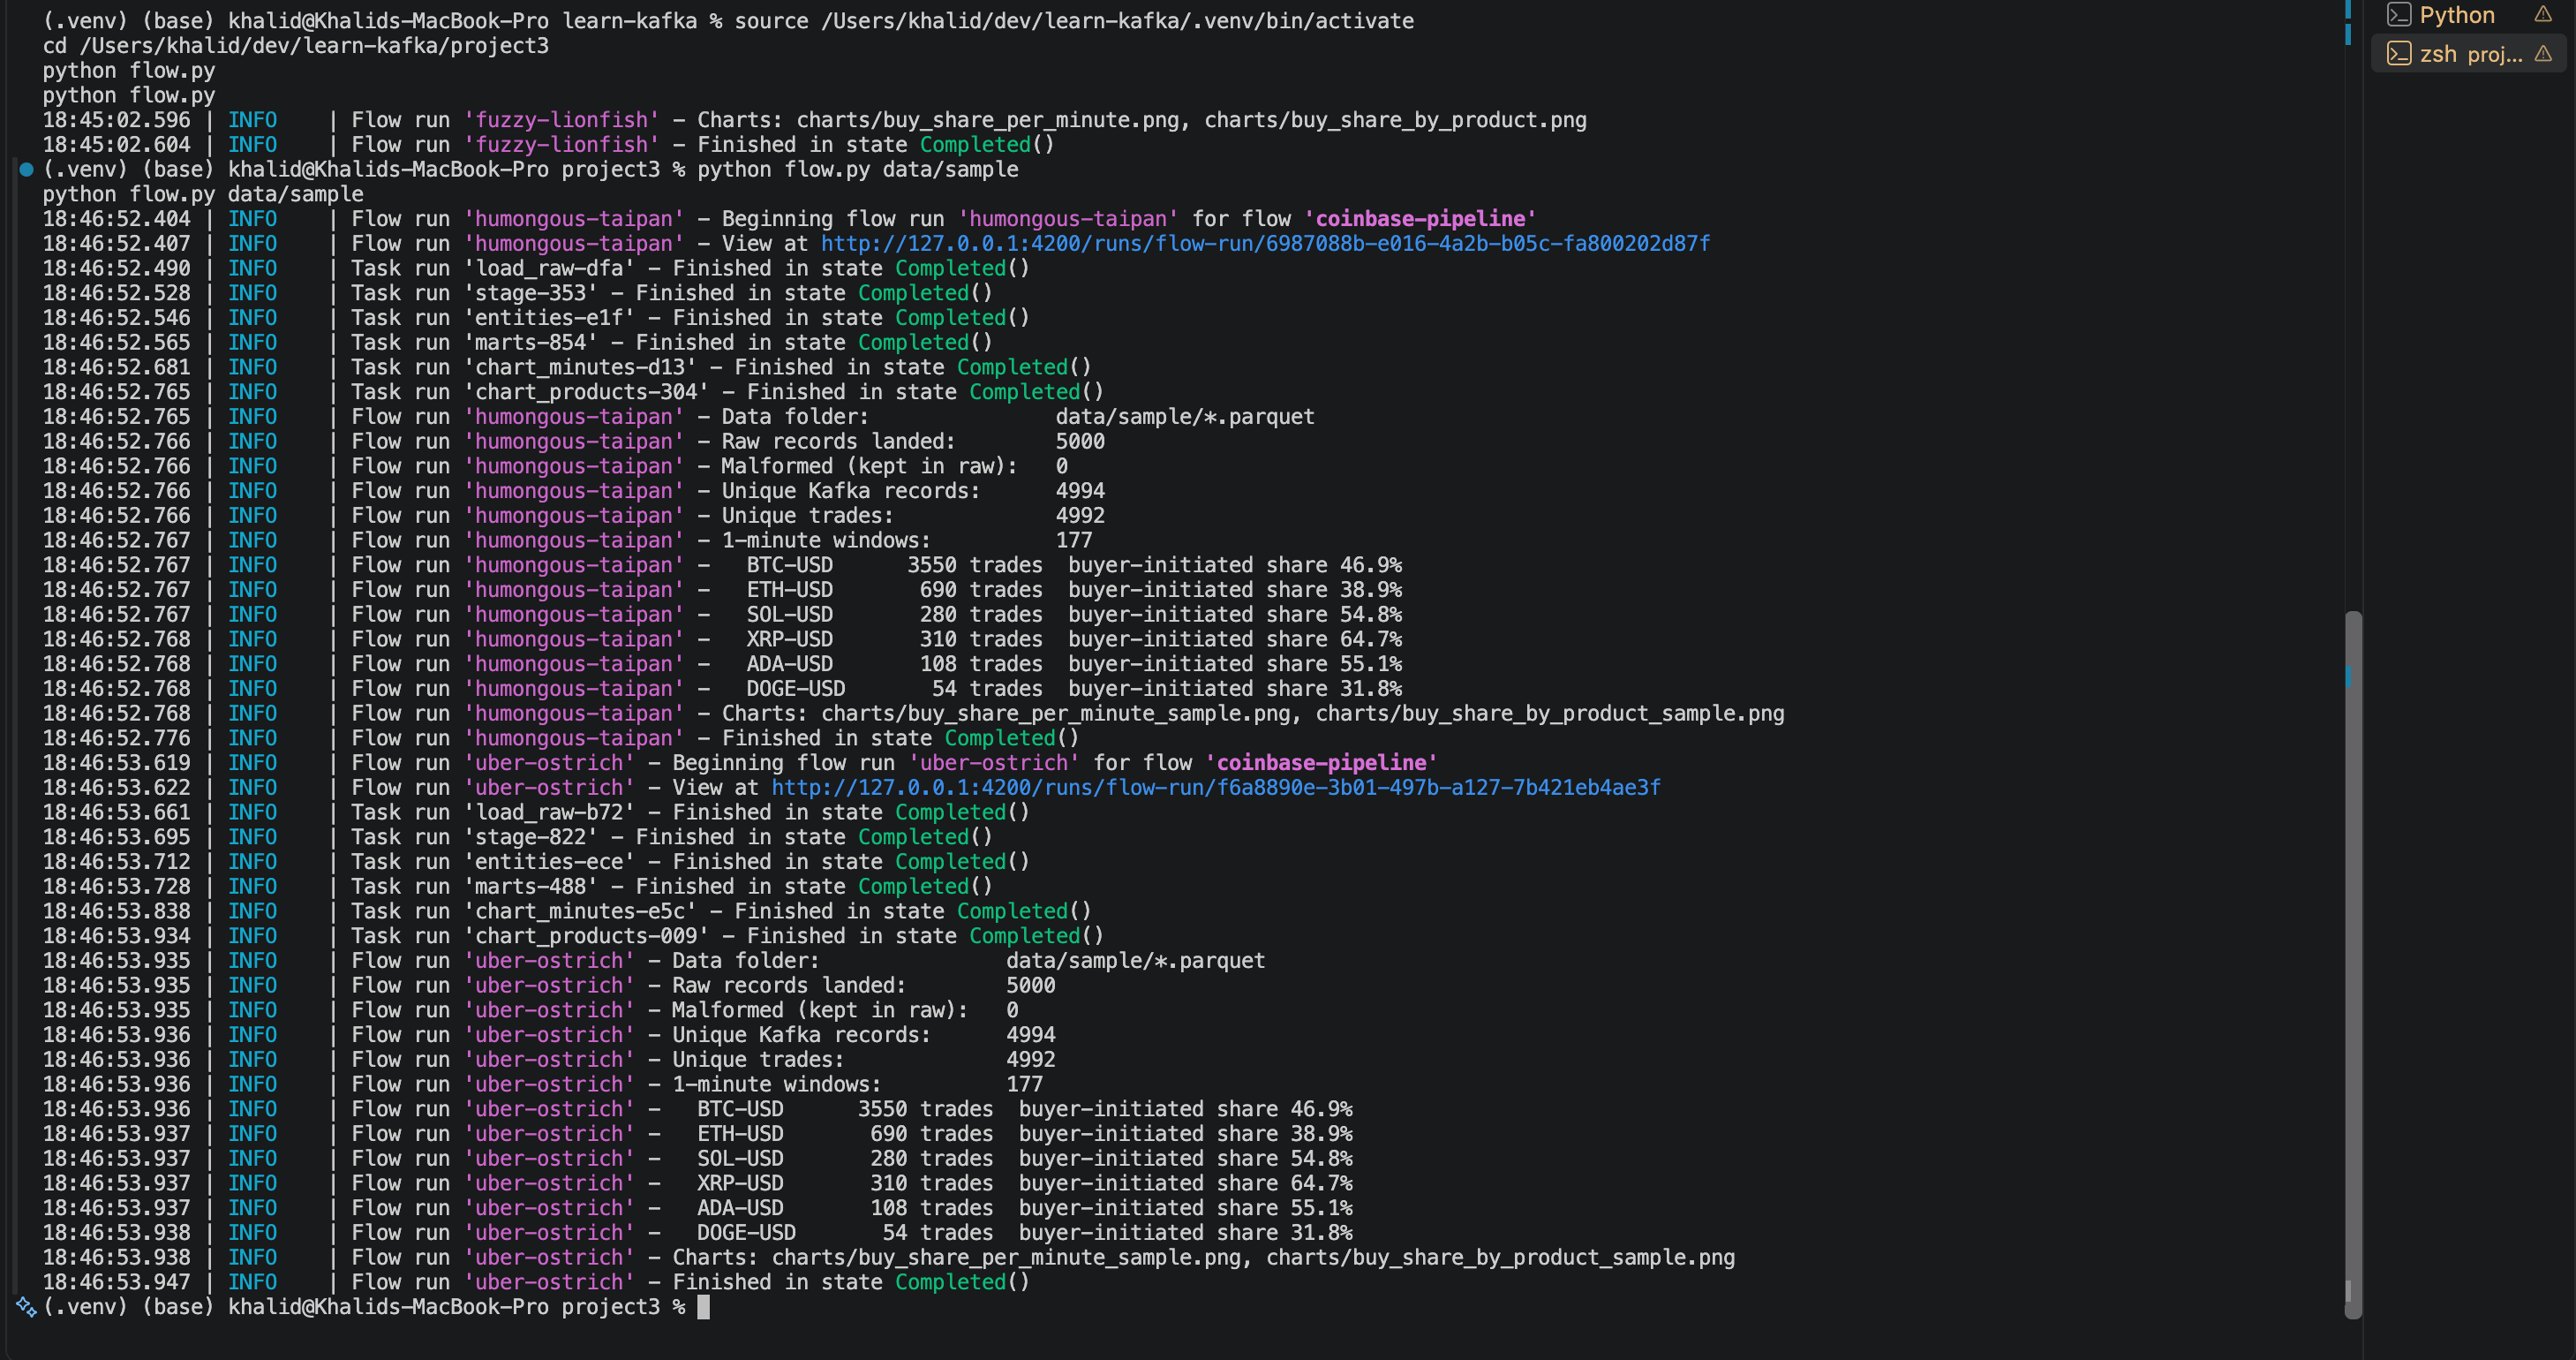 (.venv) (base) khalid@Khalids-MacBook-Pro learn-kafka % source /Users/khalid/dev/learn-kafka/.venv/bin/activate
cd /Users/khalid/dev/learn-kafka/project3
python flow.py
python flow.py
18:45:02.596 | INFO    | Flow run 'fuzzy-lionfish' - Charts: charts/buy_share_per_minute.png, charts/buy_share_by_product.png
18:45:02.604 | INFO    | Flow run 'fuzzy-lionfish' - Finished in state Completed()
(.venv) (base) khalid@Khalids-MacBook-Pro project3 % python flow.py data/sample
python flow.py data/sample
18:46:52.404 | INFO    | Flow run 'humongous-taipan' - Beginning flow run 'humongous-taipan' for flow 'coinbase-pipeline'
18:46:52.407 | INFO    | Flow run 'humongous-taipan' - View at http://127.0.0.1:4200/runs/flow-run/6987088b-e016-4a2b-b05c-fa800202d87f
18:46:52.490 | INFO    | Task run 'load_raw-dfa' - Finished in state Completed()
18:46:52.528 | INFO    | Task run 'stage-353' - Finished in state Completed()
18:46:52.546 | INFO    | Task run 'entities-e1f' - Finished in state Completed()
18:46:52.565 | INFO    | Task run 'marts-854' - Finished in state Completed()
18:46:52.681 | INFO    | Task run 'chart_minutes-d13' - Finished in state Completed()
18:46:52.765 | INFO    | Task run 'chart_products-304' - Finished in state Completed()
18:46:52.765 | INFO    | Flow run 'humongous-taipan' - Data folder:               data/sample/*.parquet
18:46:52.766 | INFO    | Flow run 'humongous-taipan' - Raw records landed:        5000
18:46:52.766 | INFO    | Flow run 'humongous-taipan' - Malformed (kept in raw):   0
18:46:52.766 | INFO    | Flow run 'humongous-taipan' - Unique Kafka records:      4994
18:46:52.766 | INFO    | Flow run 'humongous-taipan' - Unique trades:             4992
18:46:52.767 | INFO    | Flow run 'humongous-taipan' - 1-minute windows:          177
18:46:52.767 | INFO    | Flow run 'humongous-taipan' -   BTC-USD      3550 trades  buyer-initiated share 46.9%
18:46:52.767 | INFO    | Flow run 'humongous-taipan' -   ETH-USD       690 trades  buyer-initiated share 38.9%
18:46:52.767 | INFO    | Flow run 'humongous-taipan' -   SOL-USD       280 trades  buyer-initiated share 54.8%
18:46:52.768 | INFO    | Flow run 'humongous-taipan' -   XRP-USD       310 trades  buyer-initiated share 64.7%
18:46:52.768 | INFO    | Flow run 'humongous-taipan' -   ADA-USD       108 trades  buyer-initiated share 55.1%
18:46:52.768 | INFO    | Flow run 'humongous-taipan' -   DOGE-USD       54 trades  buyer-initiated share 31.8%
18:46:52.768 | INFO    | Flow run 'humongous-taipan' - Charts: charts/buy_share_per_minute_sample.png, charts/buy_share_by_product_sample.png
18:46:52.776 | INFO    | Flow run 'humongous-taipan' - Finished in state Completed()
18:46:53.619 | INFO    | Flow run 'uber-ostrich' - Beginning flow run 'uber-ostrich' for flow 'coinbase-pipeline'
18:46:53.622 | INFO    | Flow run 'uber-ostrich' - View at http://127.0.0.1:4200/runs/flow-run/f6a8890e-3b01-497b-a127-7b421eb4ae3f
18:46:53.661 | INFO    | Task run 'load_raw-b72' - Finished in state Completed()
18:46:53.695 | INFO    | Task run 'stage-822' - Finished in state Completed()
18:46:53.712 | INFO    | Task run 'entities-ece' - Finished in state Completed()
18:46:53.728 | INFO    | Task run 'marts-488' - Finished in state Completed()
18:46:53.838 | INFO    | Task run 'chart_minutes-e5c' - Finished in state Completed()
18:46:53.934 | INFO    | Task run 'chart_products-009' - Finished in state Completed()
18:46:53.935 | INFO    | Flow run 'uber-ostrich' - Data folder:               data/sample/*.parquet
18:46:53.935 | INFO    | Flow run 'uber-ostrich' - Raw records landed:        5000
18:46:53.935 | INFO    | Flow run 'uber-ostrich' - Malformed (kept in raw):   0
18:46:53.936 | INFO    | Flow run 'uber-ostrich' - Unique Kafka records:      4994
18:46:53.936 | INFO    | Flow run 'uber-ostrich' - Unique trades:             4992
18:46:53.936 | INFO    | Flow run 'uber-ostrich' - 1-minute windows:          177
18:46:53.936 | INFO    | Flow run 'uber-ostrich' -   BTC-USD      3550 trades  buyer-initiated share 46.9%
18:46:53.937 | INFO    | Flow run 'uber-ostrich' -   ETH-USD       690 trades  buyer-initiated share 38.9%
18:46:53.937 | INFO    | Flow run 'uber-ostrich' -   SOL-USD       280 trades  buyer-initiated share 54.8%
18:46:53.937 | INFO    | Flow run 'uber-ostrich' -   XRP-USD       310 trades  buyer-initiated share 64.7%
18:46:53.937 | INFO    | Flow run 'uber-ostrich' -   ADA-USD       108 trades  buyer-initiated share 55.1%
18:46:53.938 | INFO    | Flow run 'uber-ostrich' -   DOGE-USD       54 trades  buyer-initiated share 31.8%
18:46:53.938 | INFO    | Flow run 'uber-ostrich' - Charts: charts/buy_share_per_minute_sample.png, charts/buy_share_by_product_sample.png
18:46:53.947 | INFO    | Flow run 'uber-ostrich' - Finished in state Completed()
(.venv) (base) khalid@Khalids-MacBook-Pro project3 %
Python
zsh proj...